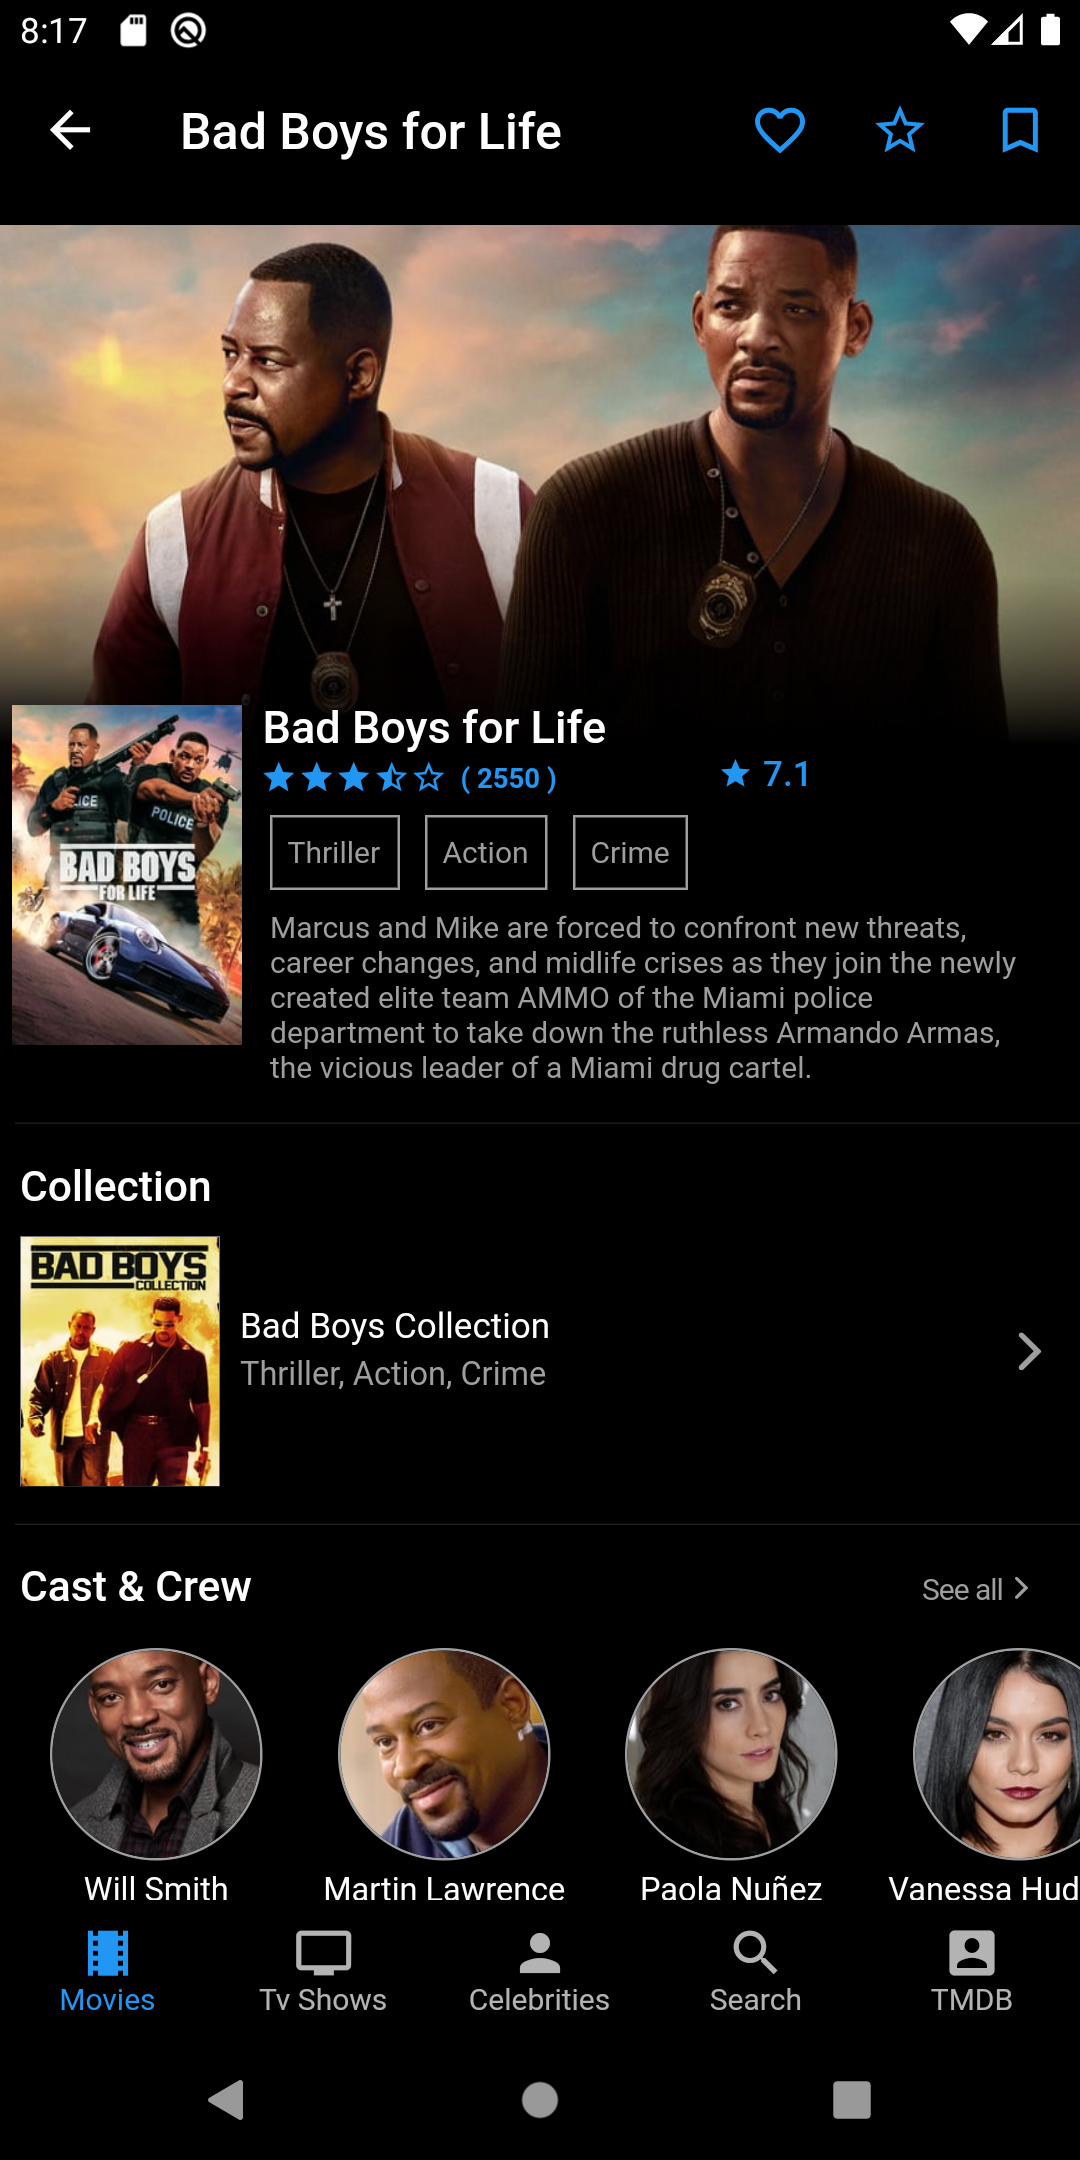 8:17
Bad Boys for Life
Bad Boys for Life
( 2550 )
7.1
Thriller
Action
Crime
ICE
POLICE
BAD BOYS
FOR LIFE
Marcus and Mike are forced to confront new threats,
career changes, and midlife crises as they join the newly
created elite team AMMO of the Miami police
department to take down the ruthless Armando Armas,
the vicious leader of a Miami drug cartel.
Collection
BAD BOYS
COLLECTION
Bad Boys Collection
Thriller, Action, Crime
Cast & Crew
See all
Will Smith
Martin Lawrence
Paola Nuñez
Vanessa Hud
Movies
Tv Shows
Celebrities
Search
TMDB